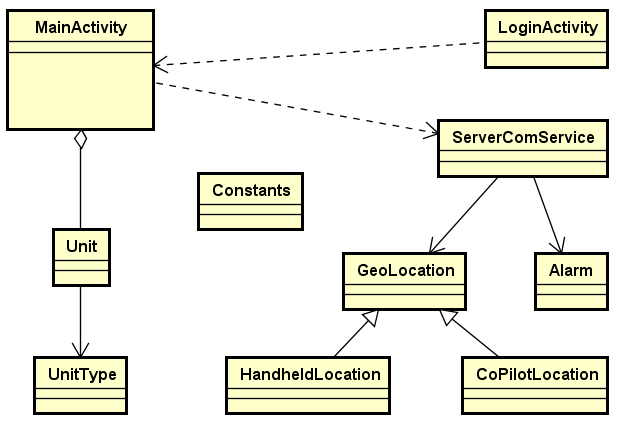 MainActivity
LoginActivity
ServerComService
Constants
Unit
GeoLocation
Alarm
UnitType
HandheldLocation
CoPilotLocation